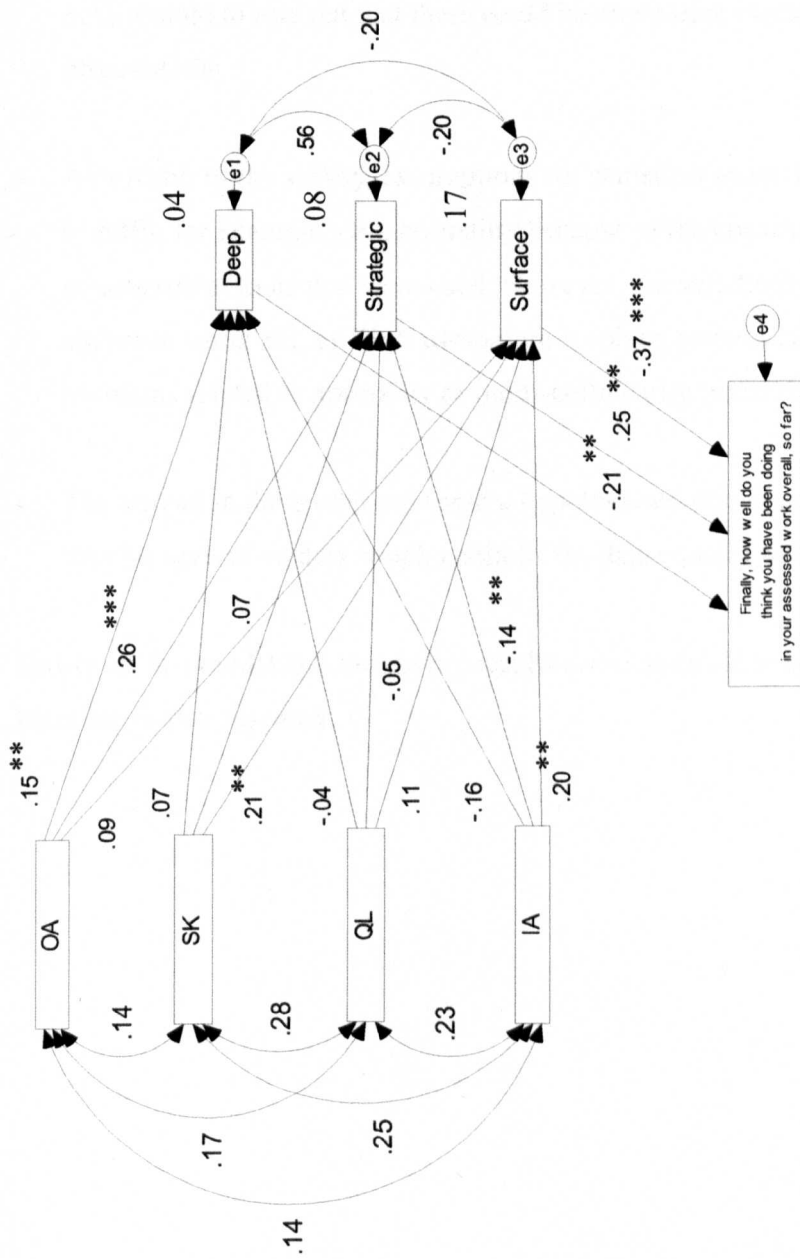 -.20
.56
-.20
e1
e2
e3
.04
.08
.17
Deep
Strategic
Surface
e4
-.37 ***
.25 **
-.21 **
Finally, how well do you
think you have been doing
in your assessed work overall, so far?
.26 ***
.07
-.05
-.14 **
.15 **
.09
.07
.21 **
-.04
.11
-.16
.20 **
OA
SK
QL
IA
.14
.28
.23
.17
.25
.14